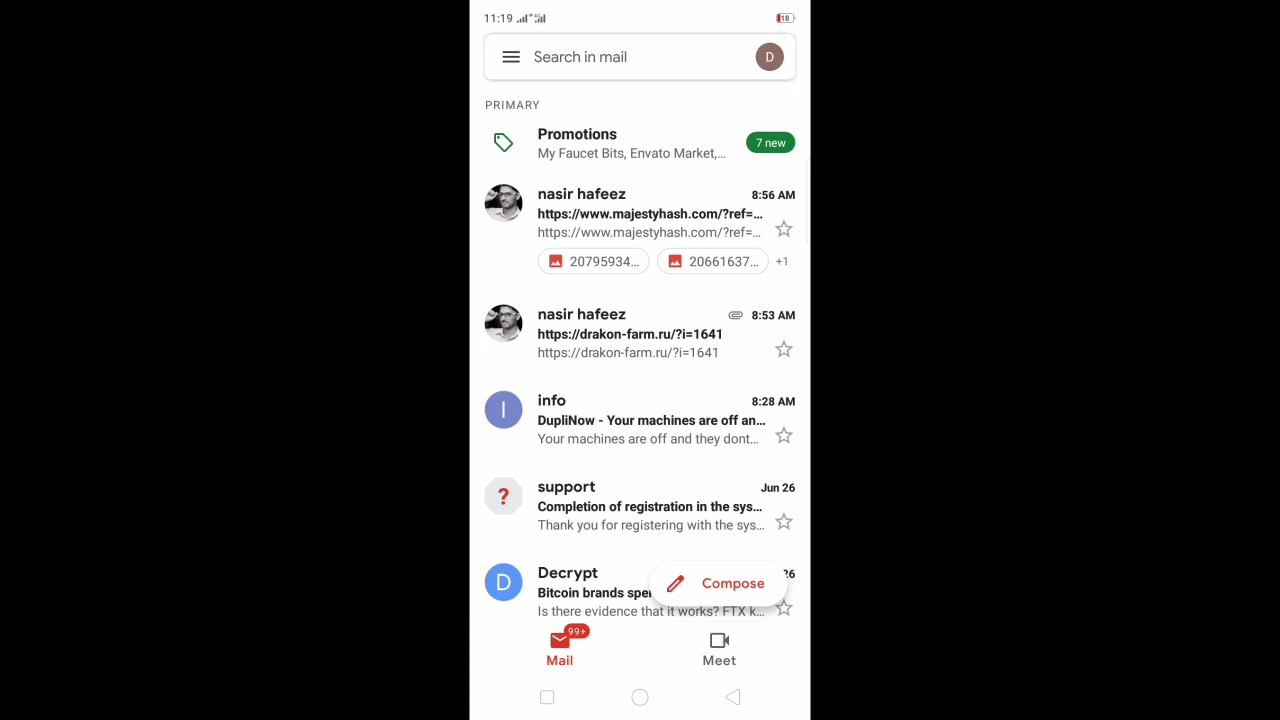 11:19
18
Search in mail
D
PRIMARY
Promotions
My Faucet Bits, Envato Market,...
7 new
nasir hafeez
8:56 AM
https://www.majestyhash.com/?ref=...
https://www.majestyhash.com/?ref=...
20795934...
20661637...
+1
nasir hafeez
8:53 AM
https://drakon-farm.ru/?i=1641
https://drakon-farm.ru/?i=1641
I
info
8:28 AM
DupliNow - Your machines are off an...
Your machines are off and they dont...
?
support
Jun 26
Completion of registration in the sys...
Thank you for registering with the sys...
D
Decrypt
26
Bitcoin brands spe
Is there evidence that it works? FTX k...
Compose
99+
Mail
Meet